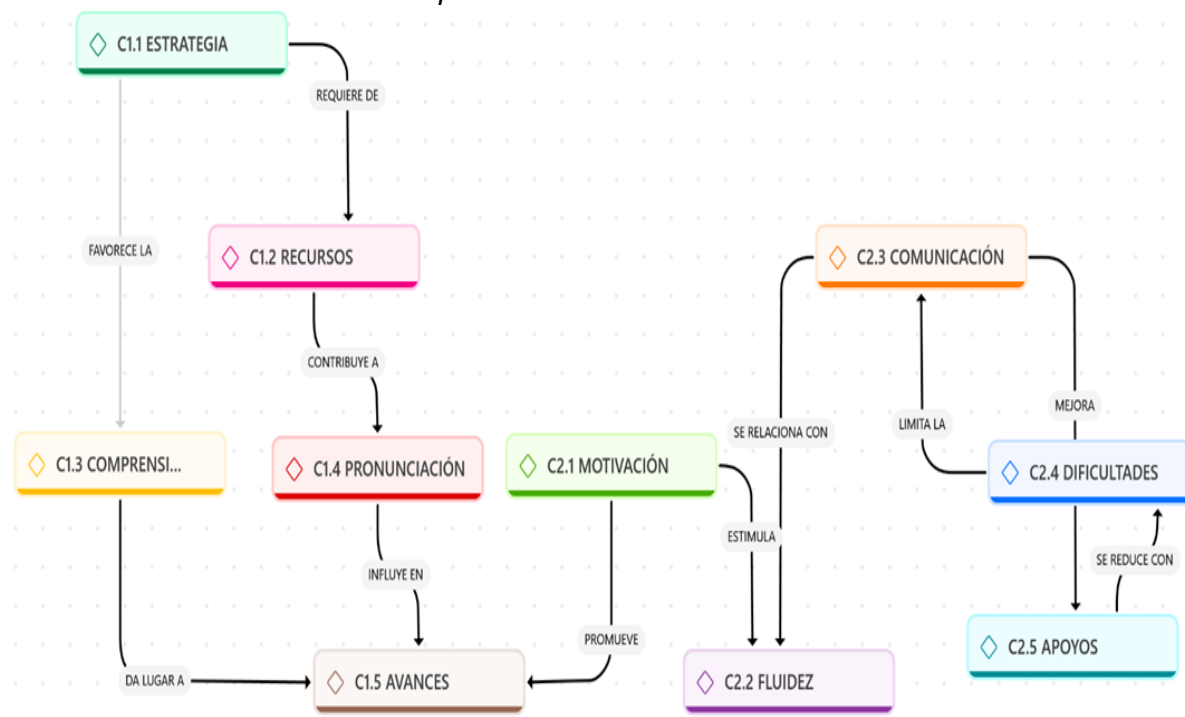 C1.1 ESTRATEGIA
REQUIERE DE
FAVORECE LA
C1.2 RECURSOS
C2.3 COMUNICACIÓN
CONTRIBUYE A
MEJORA
LIMITA LA
SE RELACIONA CON
C1.3 COMPRENSI...
C1.4 PRONUNCIACIÓN
C2.1 MOTIVACIÓN
C2.4 DIFICULTADES
ESTIMULA
SE REDUCE CON
INFLUYE EN
PROMUEVE
C2.5 APOYOS
DA LUGAR A
C1.5 AVANCES
C2.2 FLUIDEZ